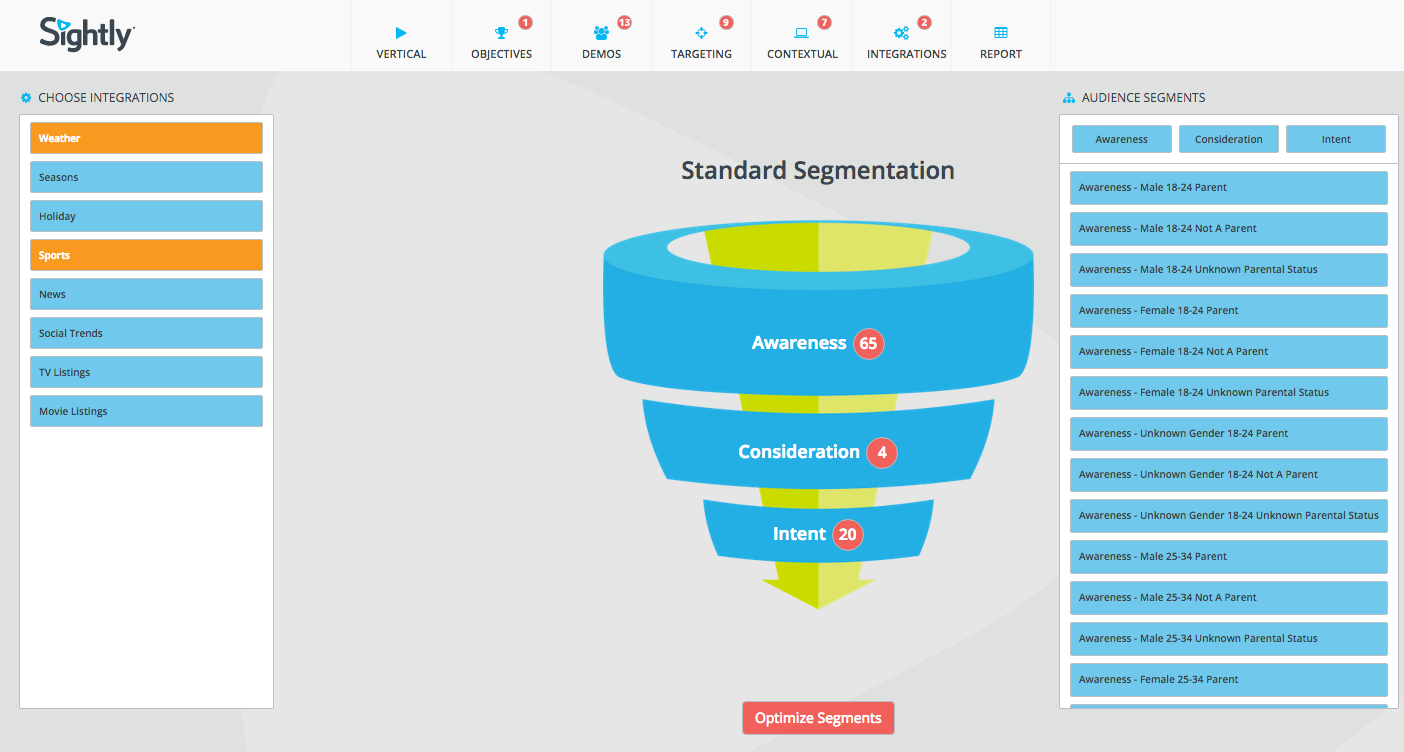 Sightly
1
13
9
7
2
VERTICAL
OBJECTIVES
DEMOS
TARGETING
CONTEXTUAL
INTEGRATIONS
REPORT
CHOOSE INTEGRATIONS
Weather
Seasons
Holiday
Sports
News
Social Trends
TV Listings
Movie Listings
Standard Segmentation
Awareness 65
Consideration 4
Intent 20
Optimize Segments
AUDIENCE SEGMENTS
Awareness
Consideration
Intent
Awareness - Male 18-24 Parent
Awareness - Male 18-24 Not A Parent
Awareness - Male 18-24 Unknown Parental Status
Awareness - Female 18-24 Parent
Awareness - Female 18-24 Not A Parent
Awareness - Female 18-24 Unknown Parental Status
Awareness - Unknown Gender 18-24 Parent
Awareness - Unknown Gender 18-24 Not A Parent
Awareness - Unknown Gender 18-24 Unknown Parental Status
Awareness - Male 25-34 Parent
Awareness - Male 25-34 Not A Parent
Awareness - Male 25-34 Unknown Parental Status
Awareness - Female 25-34 Parent